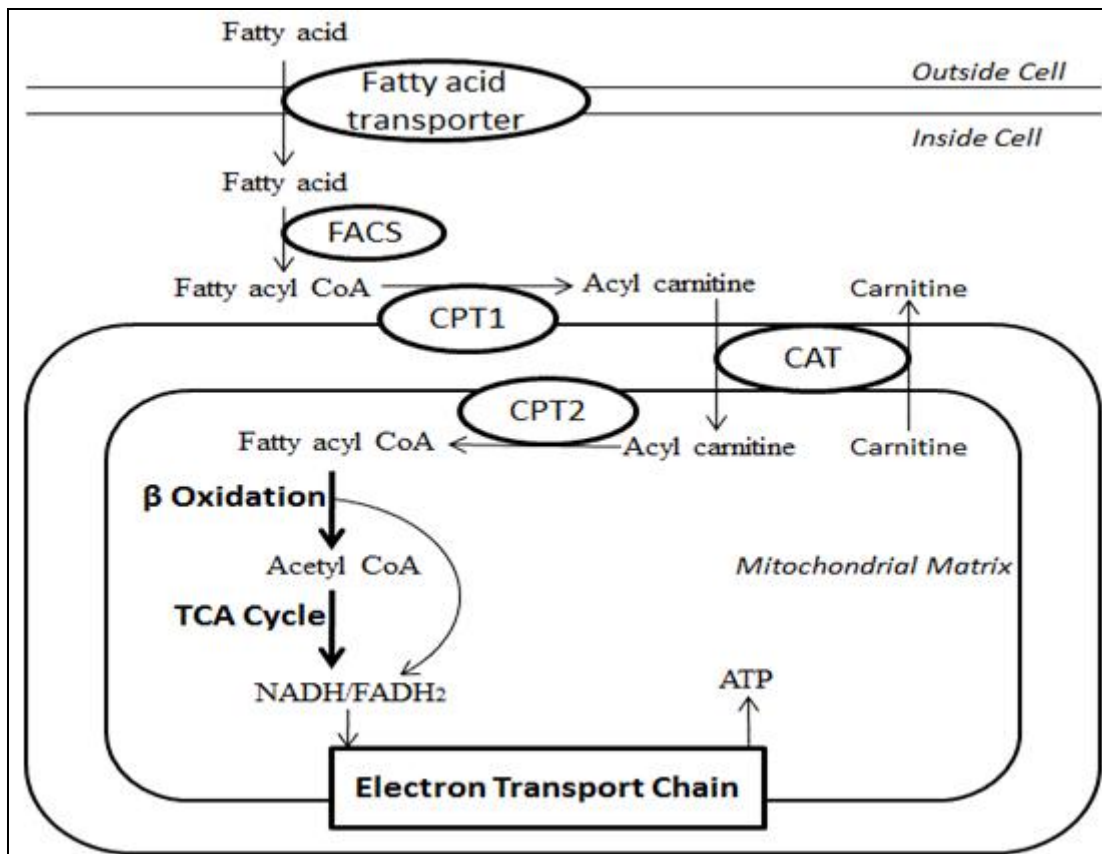 Fatty acid
Outside Cell
Fatty acid
transporter
Inside Cell
Fatty acid
FACS
Fatty acyl CoA
Acyl carnitine
Carnitine
CPT1
CAT
CPT2
Fatty acyl CoA
Acyl carnitine
Carnitine
β Oxidation
Acetyl CoA
Mitochondrial Matrix
TCA Cycle
NADH/FADH₂
ATP
Electron Transport Chain